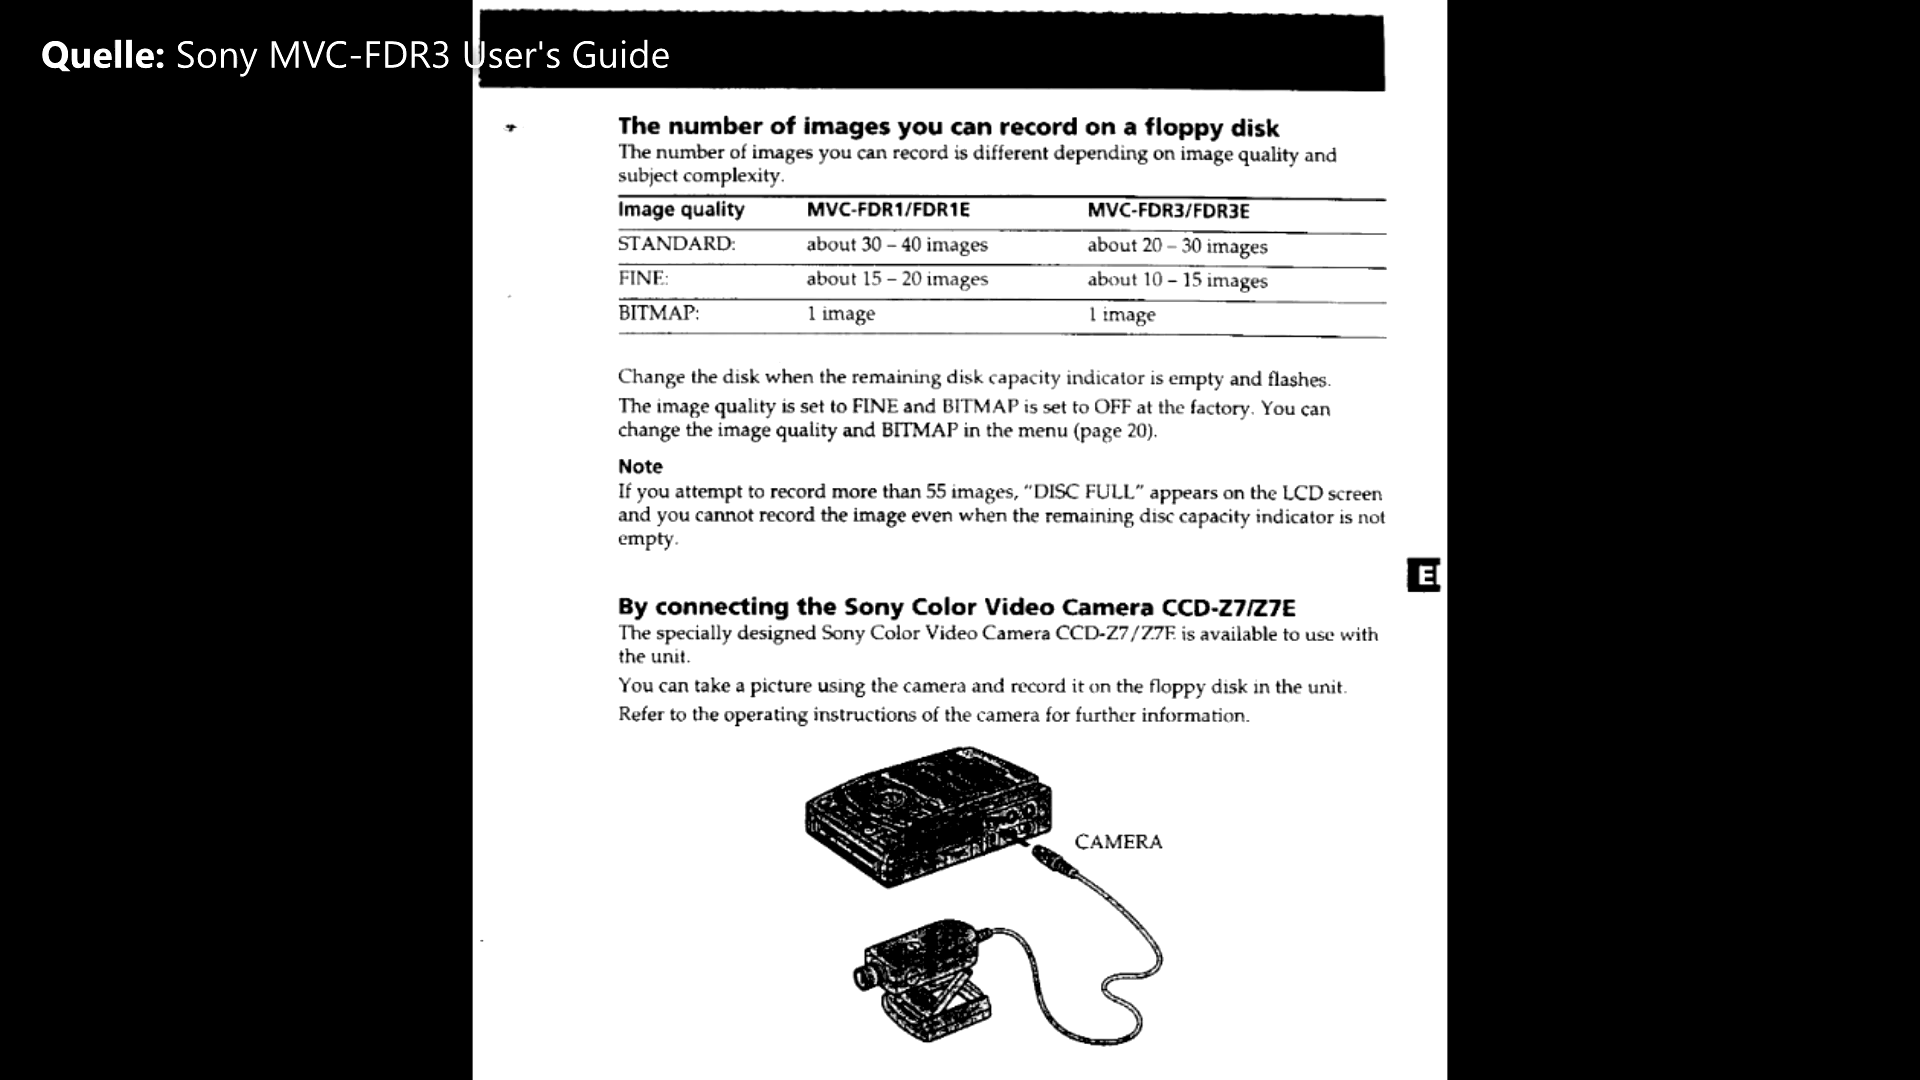 Quelle: Sony MVC-FDR3 User's Guide
The number of images you can record on a floppy disk
The number of images you can record is different depending on image quality and
subject complexity.
Image quality MVC-FDR1/FDR1E MVC-FDR3/FDR3E
STANDARD: about 30 – 40 images about 20 – 30 images
FINE: about 15 – 20 images about 10 – 15 images
BITMAP: 1 image 1 image
Change the disk when the remaining disk capacity indicator is empty and flashes.
The image quality is set to FINE and BITMAP is set to OFF at the factory. You can
change the image quality and BITMAP in the menu (page 20).
Note
If you attempt to record more than 55 images, “DISC FULL” appears on the LCD screen
and you cannot record the image even when the remaining disc capacity indicator is not
empty.
E
By connecting the Sony Color Video Camera CCD-Z7/Z7E
The specially designed Sony Color Video Camera CCD-Z7/Z7E is available to use with
the unit.
You can take a picture using the camera and record it on the floppy disk in the unit.
Refer to the operating instructions of the camera for further information.
CAMERA